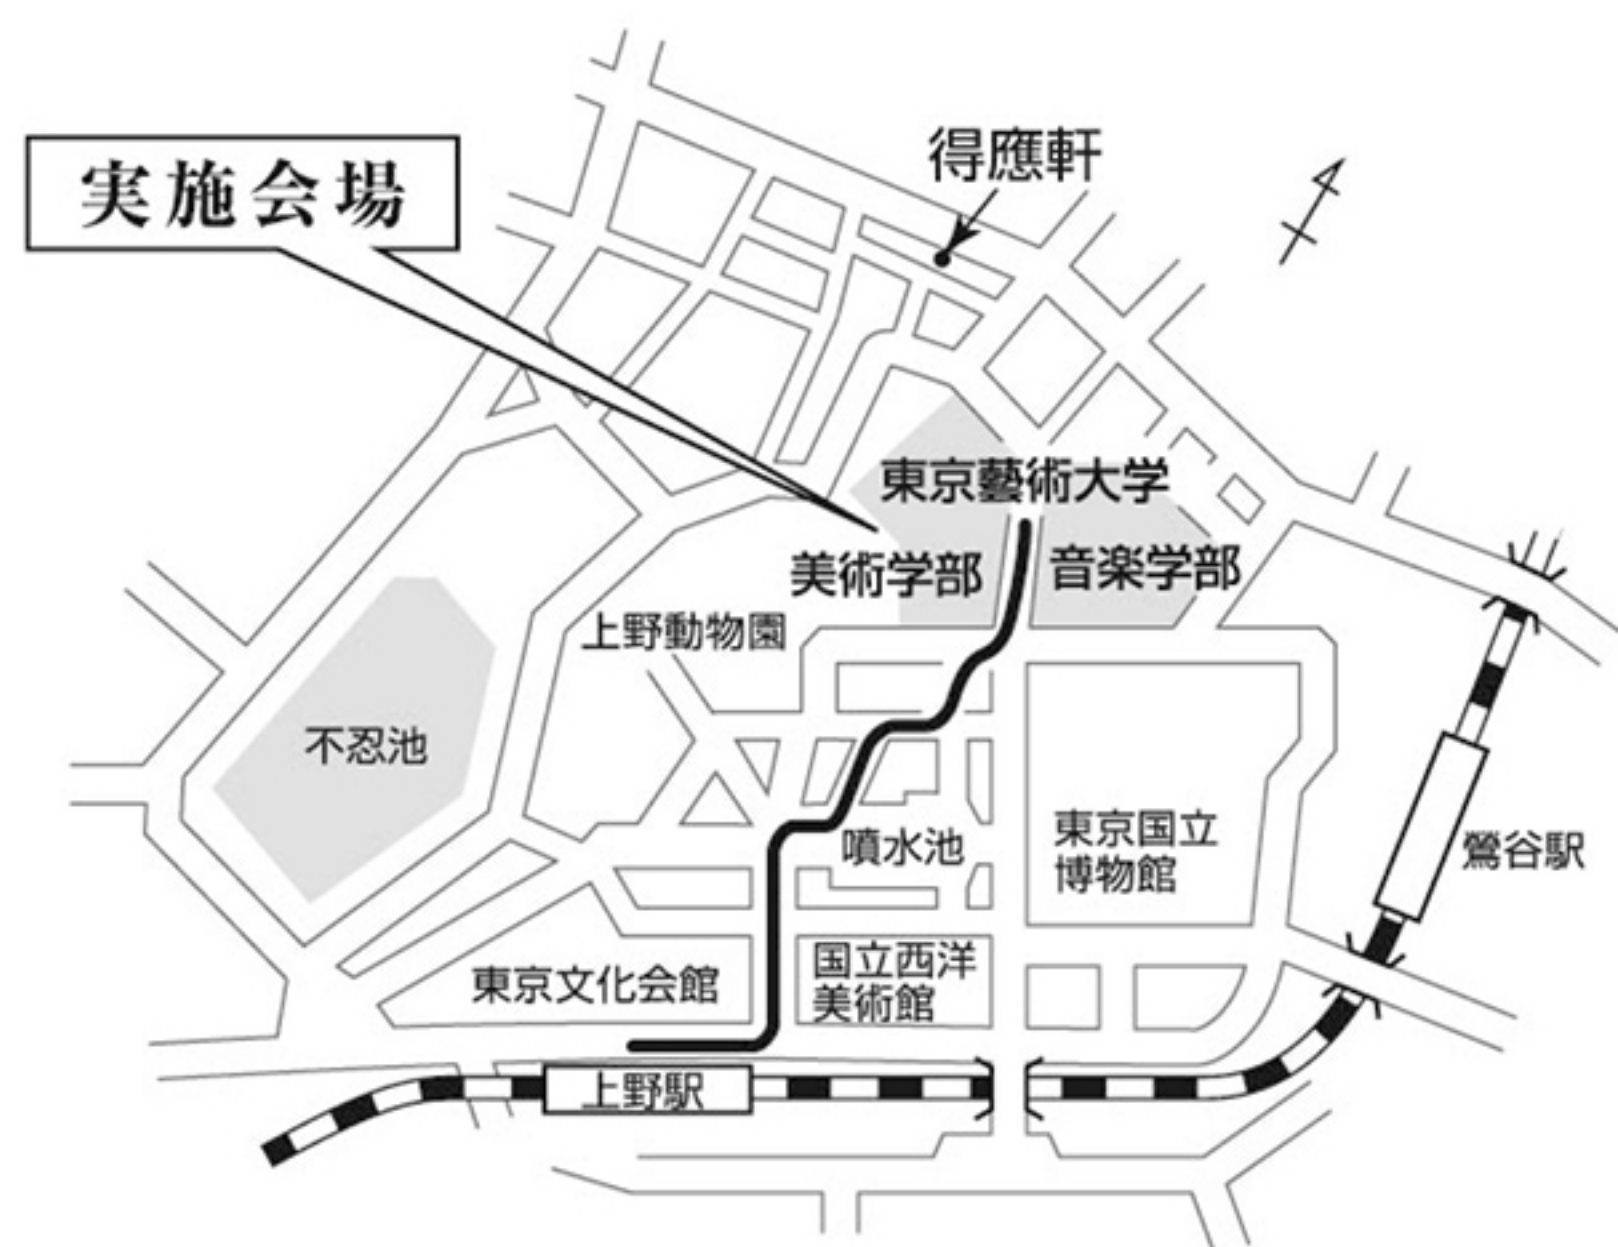 得應軒
実施会場
東京藝術大学
美術学部
音楽学部
上野動物園
不忍池
噴水池
東京国立
博物館
鶯谷駅
東京文化会館
国立西洋
美術館
上野駅